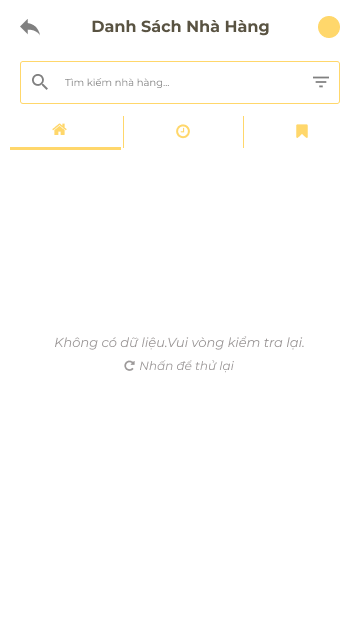 Danh Sách Nhà Hàng
Tìm kiếm nhà hàng...
Không có dữ liệu.Vui vòng kiểm tra lại.
Nhấn để thử lại